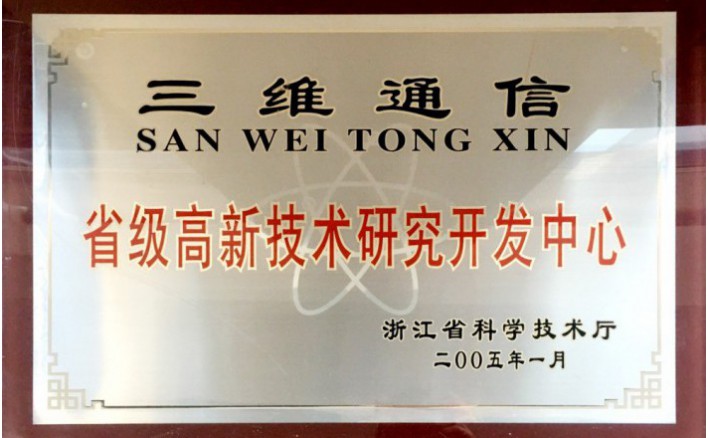 三维通信
SAN WEI TONG XIN
省级高新技术研究开发中心
浙江省科学技术厅
二00五年一月